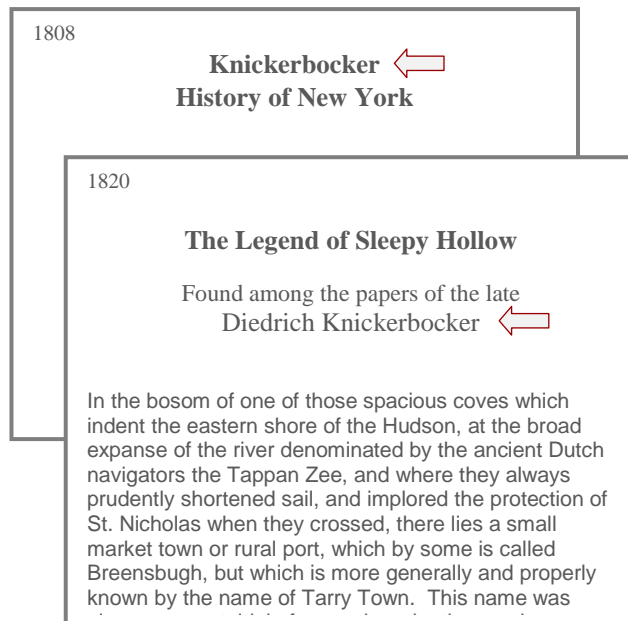 1808
Knickerbocker
History of New York
1820
The Legend of Sleepy Hollow
Found among the papers of the late
Diedrich Knickerbocker
In the bosom of one of those spacious coves which
indent the eastern shore of the Hudson, at the broad
expanse of the river denominated by the ancient Dutch
navigators the Tappan Zee, and where they always
prudently shortened sail, and implored the protection of
St. Nicholas when they crossed, there lies a small
market town or rural port, which by some is called
Breensbugh, but which is more generally and properly
known by the name of Tarry Town.  This name was